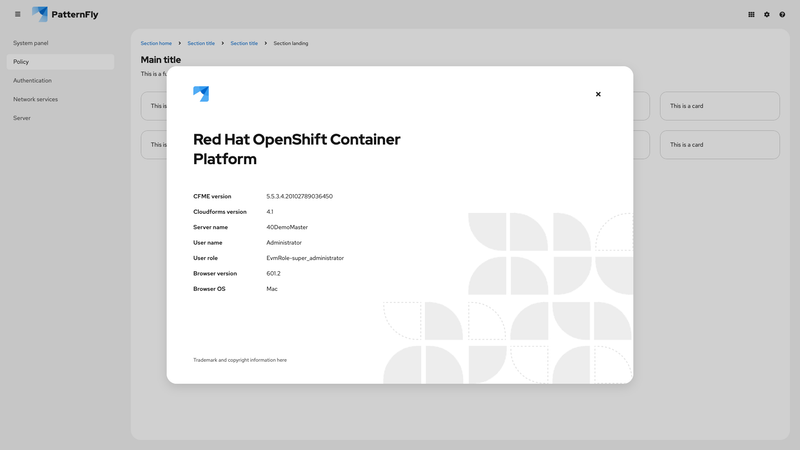 PatternFly
System panel
Policy
Authentication
Network services
Server
Section home
Section title
Section title
Section landing
Main title
This is a fu
This is
This is a card
This is
This is a card
Red Hat OpenShift Container
Platform
CFME version 5.5.3.4.20102789036450
Cloudforms version 4.1
Server name 40DemoMaster
User name Administrator
User role EvmRole-super_administrator
Browser version 601.2
Browser OS Mac
Trademark and copyright information here